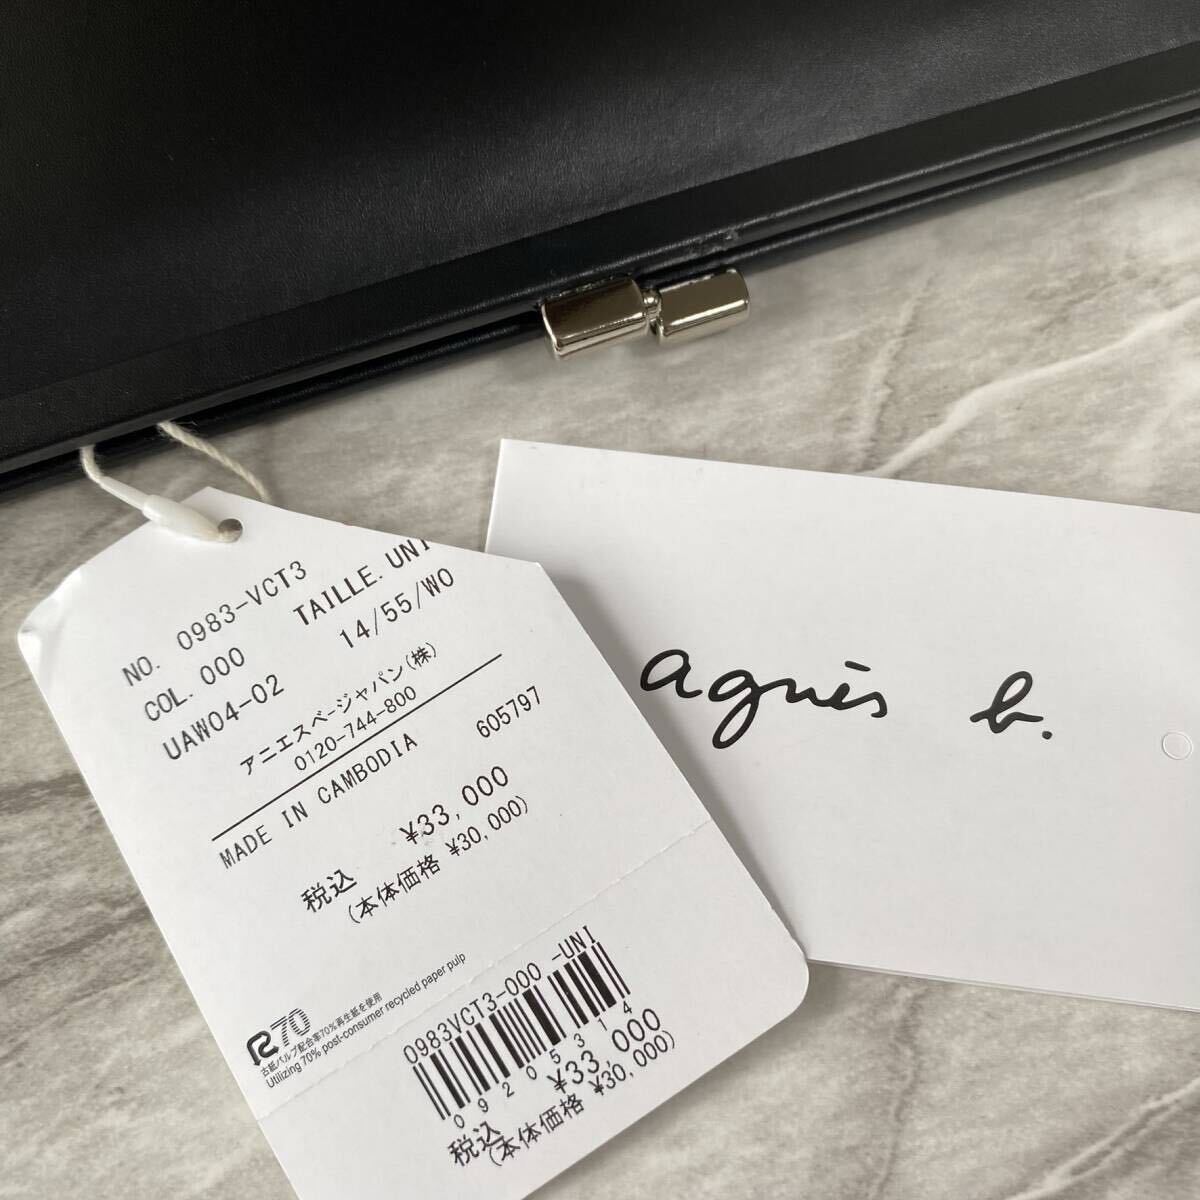 NO. 0983-VCT3
COL. 000 TAILLE. UNI
UAW04-02 14/55/WO
アニエスベージャパン(株)
0120-744-800
MADE IN CAMBODIA 605797
税込 ¥33,000
(本体価格 ¥30,000)
R70
古紙パルプ配合率70%再生紙を使用
Utilizing 70% post-consumer recycled paper pulp
0983VCT3-000 -UNI
09205314
税込 ¥33,000
(本体価格 ¥30,000)
agnès b.